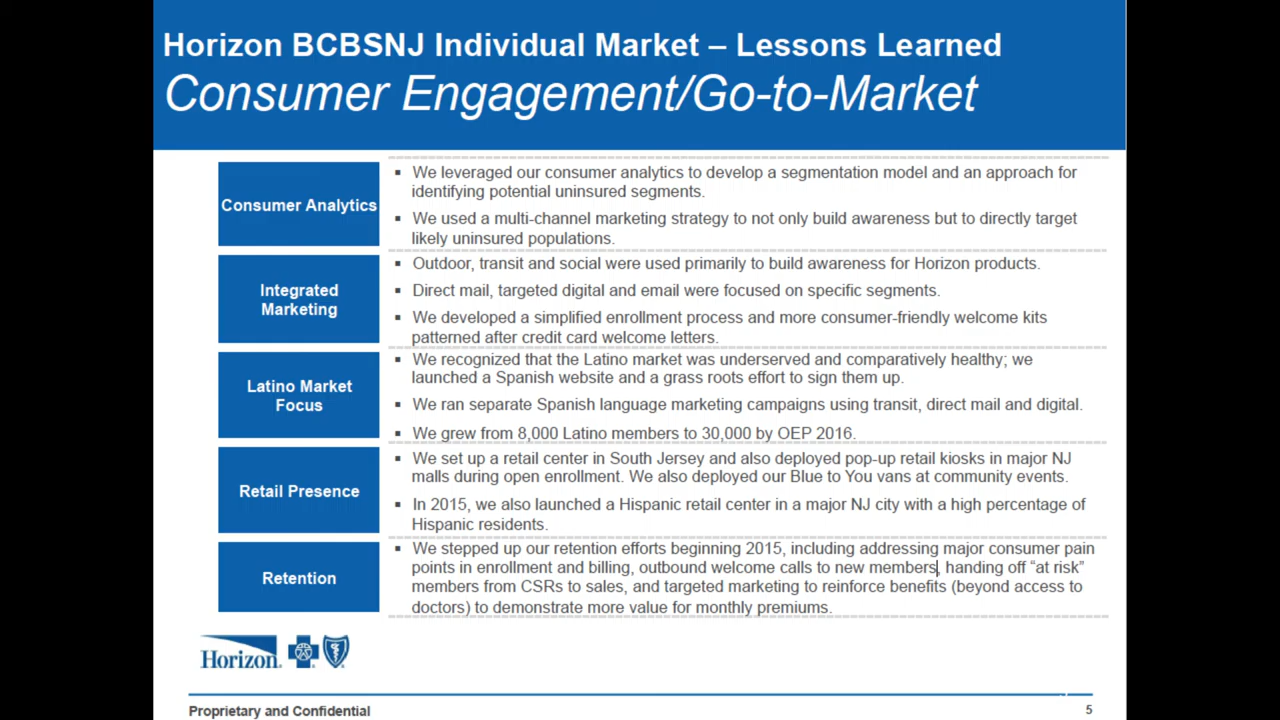 Horizon BCBSNJ Individual Market – Lessons Learned
Consumer Engagement/Go-to-Market
Consumer Analytics
▪ We leveraged our consumer analytics to develop a segmentation model and an approach for
identifying potential uninsured segments.
▪ We used a multi-channel marketing strategy to not only build awareness but to directly target
likely uninsured populations.
Integrated
Marketing
▪ Outdoor, transit and social were used primarily to build awareness for Horizon products.
▪ Direct mail, targeted digital and email were focused on specific segments.
▪ We developed a simplified enrollment process and more consumer-friendly welcome kits
patterned after credit card welcome letters.
Latino Market
Focus
▪ We recognized that the Latino market was underserved and comparatively healthy; we
launched a Spanish website and a grass roots effort to sign them up.
▪ We ran separate Spanish language marketing campaigns using transit, direct mail and digital.
▪ We grew from 8,000 Latino members to 30,000 by OEP 2016.
Retail Presence
▪ We set up a retail center in South Jersey and also deployed pop-up retail kiosks in major NJ
malls during open enrollment. We also deployed our Blue to You vans at community events.
▪ In 2015, we also launched a Hispanic retail center in a major NJ city with a high percentage of
Hispanic residents.
Retention
▪ We stepped up our retention efforts beginning 2015, including addressing major consumer pain
points in enrollment and billing, outbound welcome calls to new members, handing off “at risk”
members from CSRs to sales, and targeted marketing to reinforce benefits (beyond access to
doctors) to demonstrate more value for monthly premiums.
Horizon
Proprietary and Confidential
5